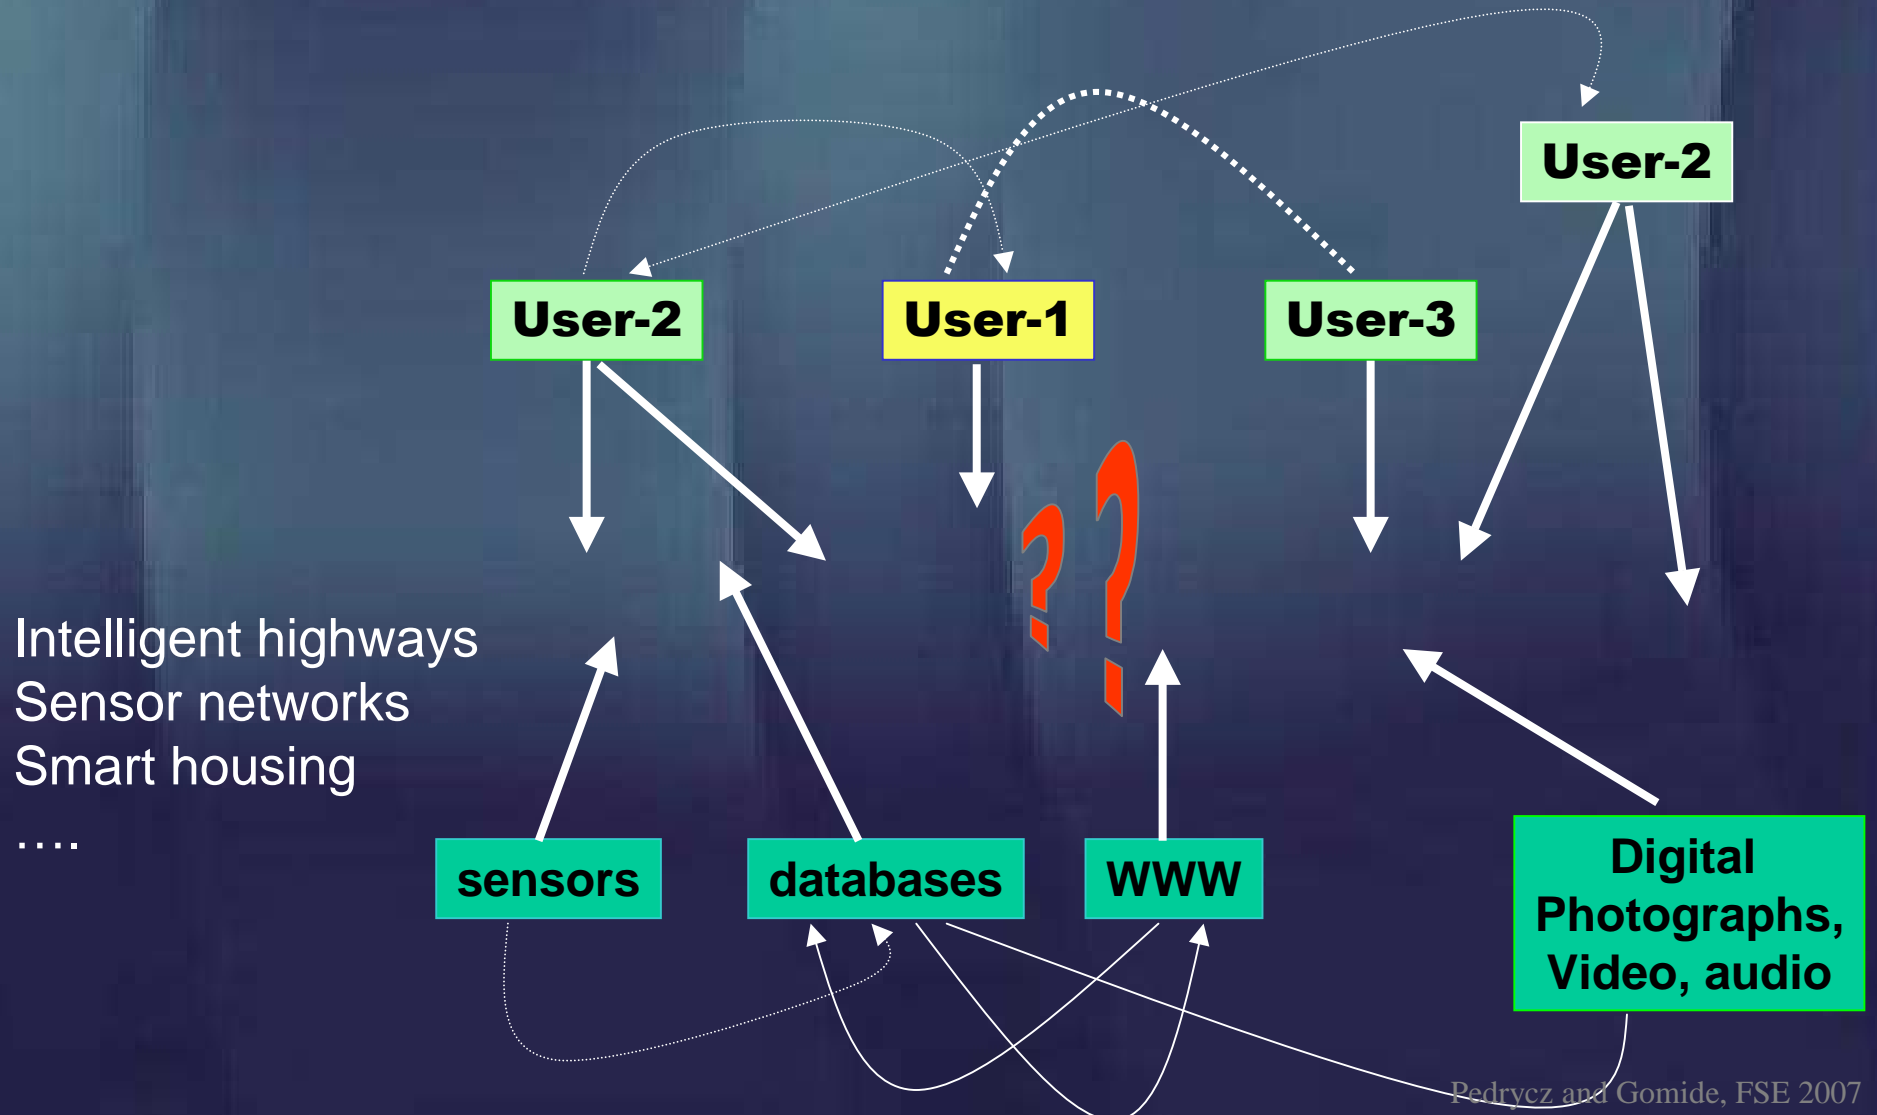 User-2
User-2
User-1
User-3
??
Intelligent highways
Sensor networks
Smart housing
….
sensors
databases
WWW
Digital
Photographs,
Video, audio
Pedrycz and Gomide, FSE 2007